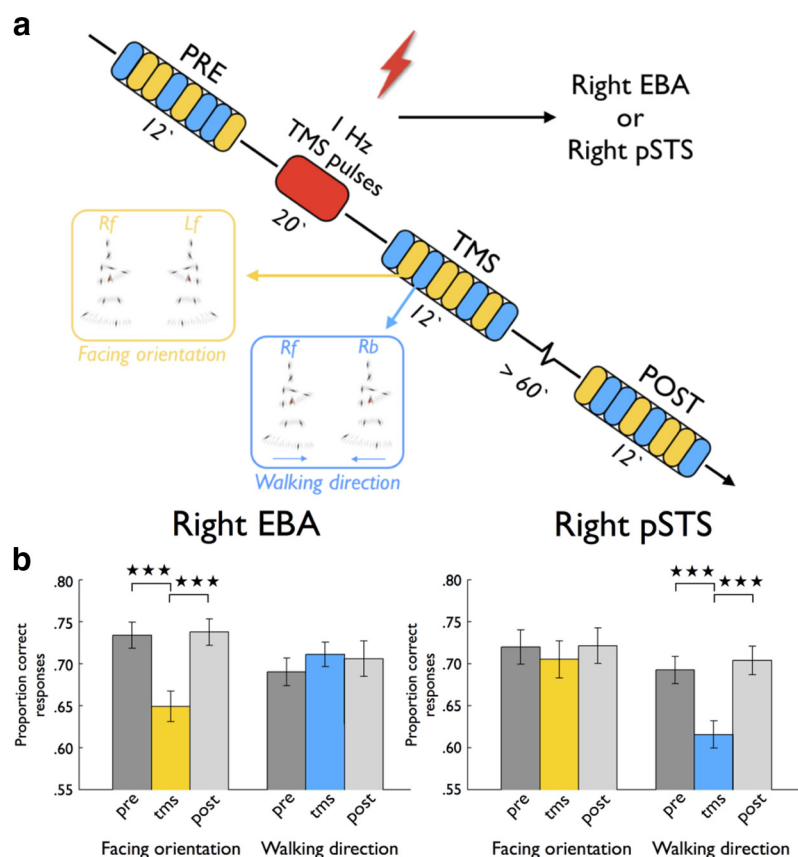 a
PRE
12`
1 Hz
TMS pulses
20`
Right EBA
or
Right pSTS
TMS
12`
Rf Lf
Facing orientation
Rf Rb
Walking direction
> 60`
POST
12`
Right EBA
Right pSTS
b
Proportion correct
responses
.80
.75
.70
.65
.60
.55
★★★
★★★
pre
tms
post
pre
tms
post
Facing orientation
Walking direction
Proportion correct
responses
.80
.75
.70
.65
.60
.55
★★★
★★★
pre
tms
post
pre
tms
post
Facing orientation
Walking direction